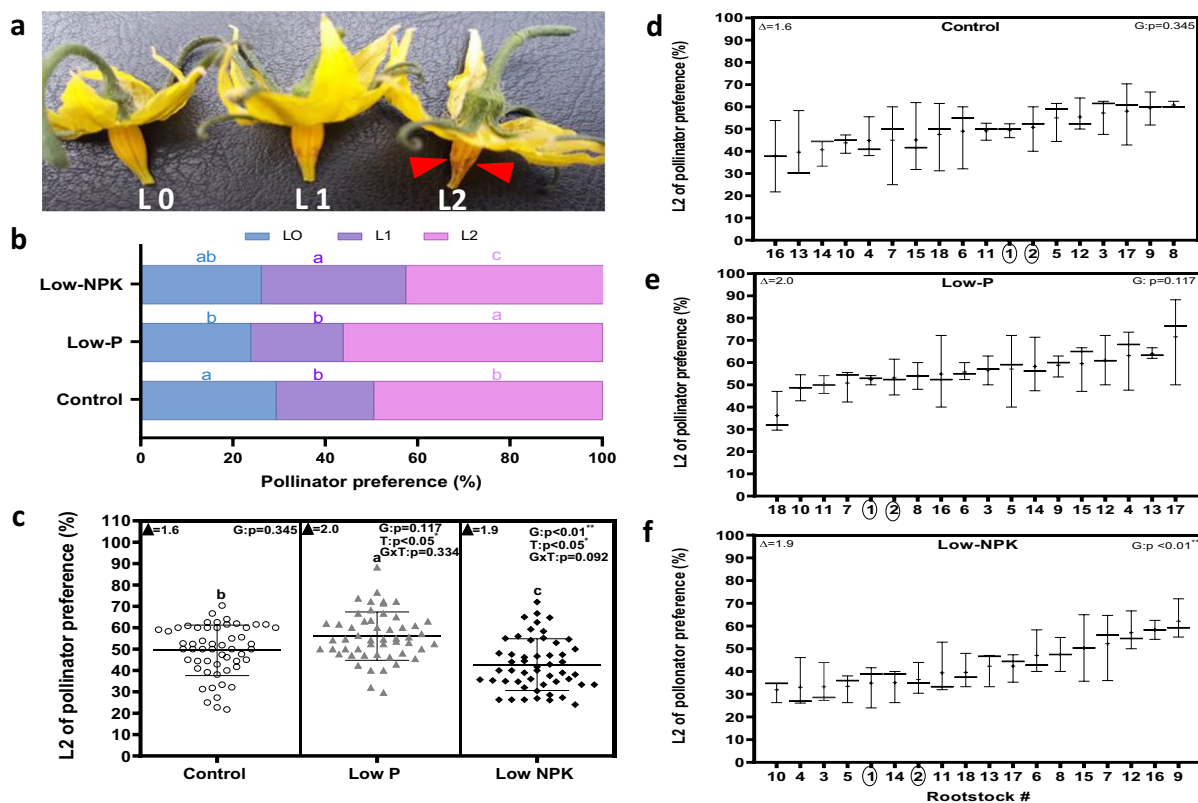 a
L 0
L 1
L2
b
LO L1 L2
ab a c
Low-NPK
b b a
Low-P
a b b
Control
0 20 40 60 80 100
Pollinator preference (%)
c
L2 of pollinator preference (%)
110
100
90
80
70
60
50
40
30
20
10
0
▲=1.6 G:p=0.345
b
▲=2.0 G:p=0.117
T:p<0.05*
GxT:p=0.334
a
▲=1.9 G:p<0.01**
T:p<0.05*
GxT:p=0.092
c
Control Low P Low NPK
d
L2 of pollinator preference (%)
Δ=1.6 Control G:p=0.345
100
90
80
70
60
50
40
30
20
10
0
16 13 14 10 4 7 15 18 6 11 1 2 5 12 3 17 9 8
e
L2 of pollinator preference (%)
Δ=2.0 Low-P G: p=0.117
100
90
80
70
60
50
40
30
20
10
0
18 10 11 7 1 2 8 16 6 3 5 14 9 15 12 4 13 17
f
L2 of pollonator preference (%)
Δ=1.9 Low-NPK G:p <0.01**
100
90
80
70
60
50
40
30
20
10
0
10 4 3 5 1 14 2 11 18 13 17 6 8 15 7 12 16 9
Rootstock #